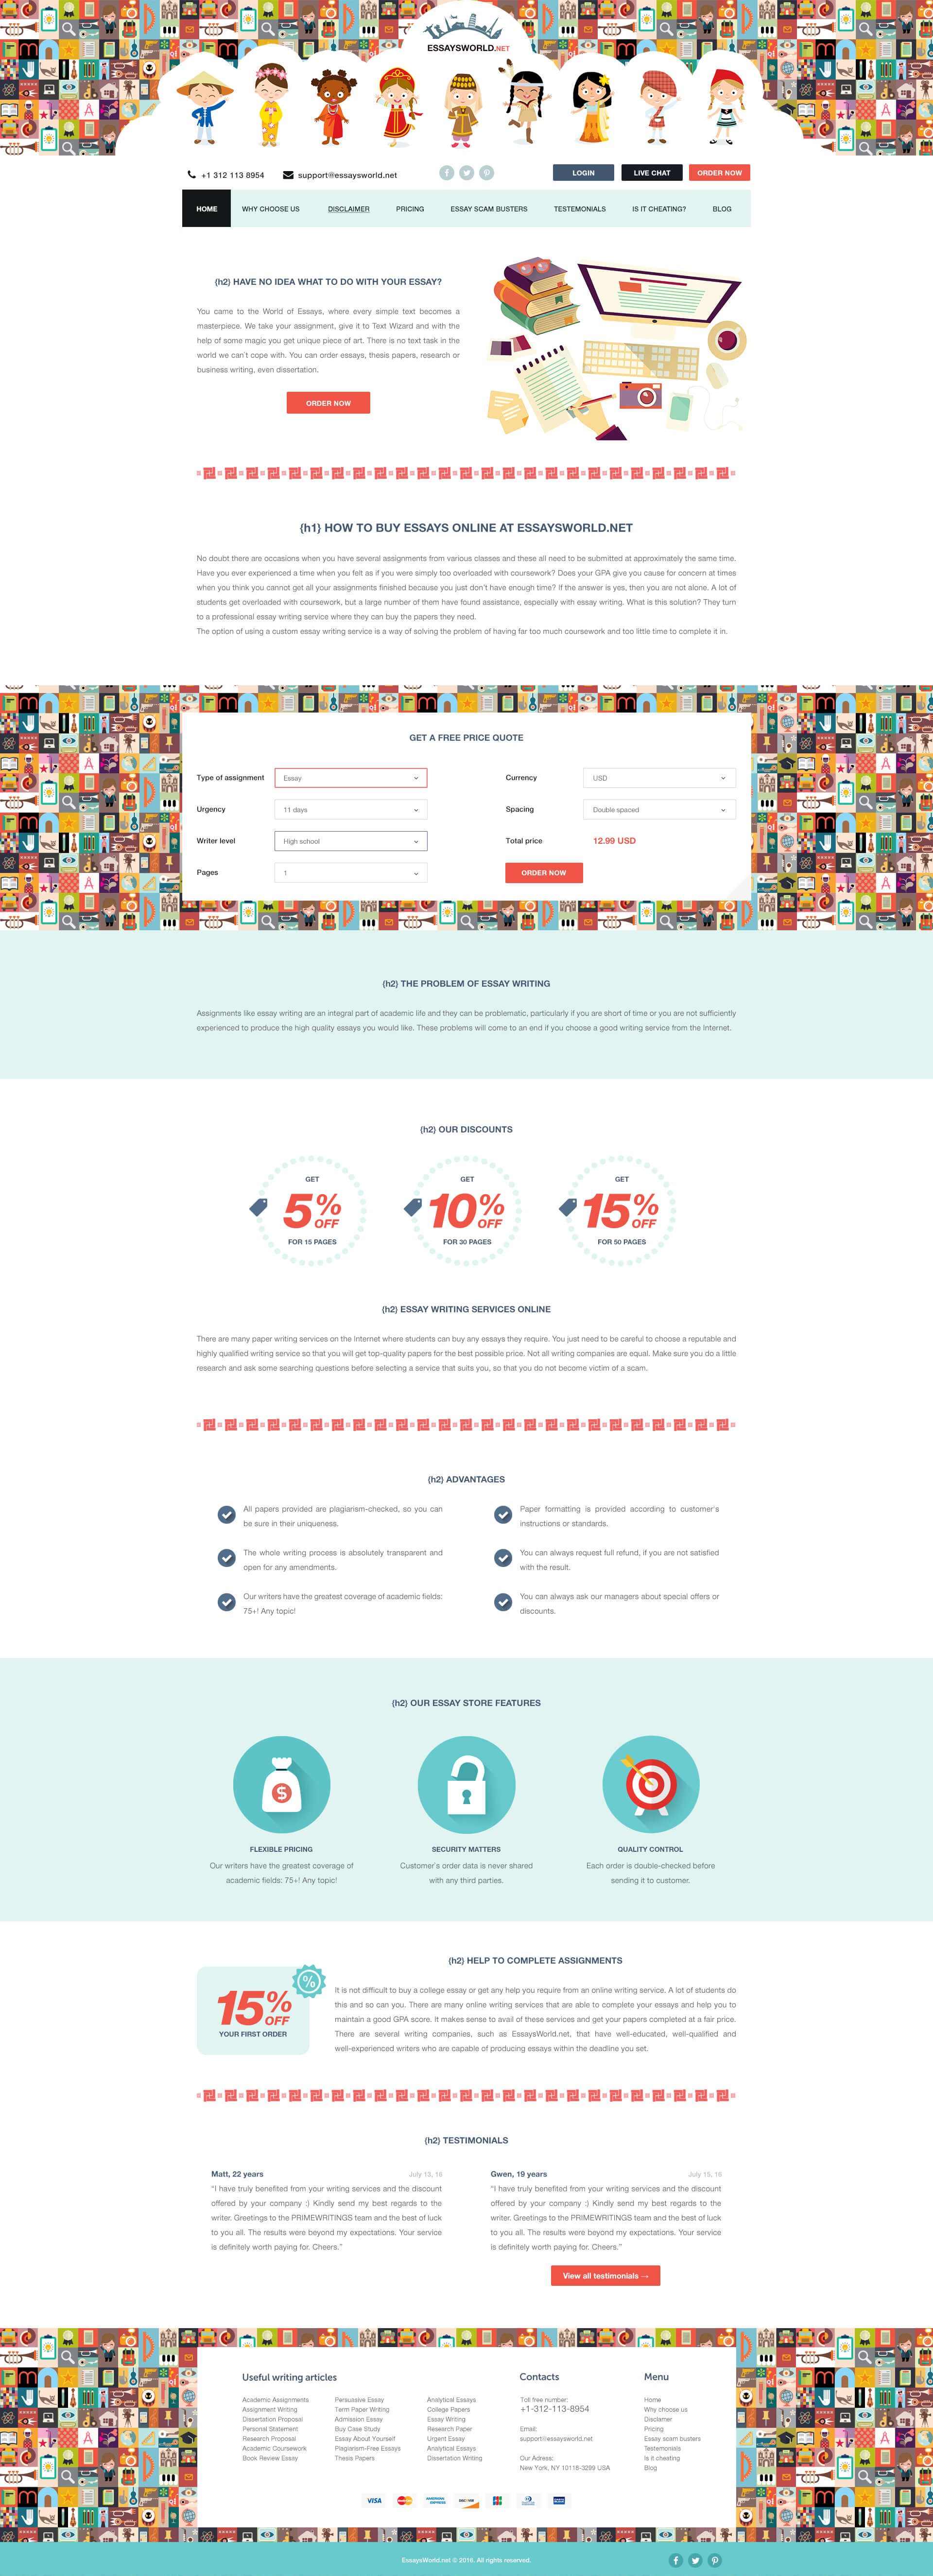 ESSAYSWORLD.NET
+1 312 113 8954
support@essaysworld.net
LOGIN
LIVE CHAT
ORDER NOW
HOME
WHY CHOOSE US
DISCLAIMER
PRICING
ESSAY SCAM BUSTERS
TESTEMONIALS
IS IT CHEATING?
BLOG
{h2} HAVE NO IDEA WHAT TO DO WITH YOUR ESSAY?
You came to the World of Essays, where every simple text becomes a
masterpiece. We take your assignment, give it to Text Wizard and with the
help of some magic you get unique piece of art. There is no text task in the
world we can't cope with. You can order essays, thesis papers, research or
business writing, even dissertation.
ORDER NOW
{h1} HOW TO BUY ESSAYS ONLINE AT ESSAYSWORLD.NET
No doubt there are occasions when you have several assignments from various classes and these all need to be submitted at approximately the same time.
Have you ever experienced a time when you felt as if you were simply too overloaded with coursework? Does your GPA give you cause for concern at times
when you think you cannot get all your assignments finished because you just don't have enough time? If the answer is yes, then you are not alone. A lot of
students get overloaded with coursework, but a large number of them have found assistance, especially with essay writing. What is this solution? They turn
to a professional essay writing service where they can buy the papers they need.
The option of using a custom essay writing service is a way of solving the problem of having far too much coursework and too little time to complete it in.
GET A FREE PRICE QUOTE
Type of assignment
Essay
Currency
USD
Urgency
11 days
Spacing
Double spaced
Writer level
High school
Total price
12.99 USD
Pages
1
ORDER NOW
{h2} THE PROBLEM OF ESSAY WRITING
Assignments like essay writing are an integral part of academic life and they can be problematic, particularly if you are short of time or you are not sufficiently
experienced to produce the high quality essays you would like. These problems will come to an end if you choose a good writing service from the Internet.
{h2} OUR DISCOUNTS
GET
5%
OFF
FOR 15 PAGES
GET
10%
OFF
FOR 30 PAGES
GET
15%
OFF
FOR 50 PAGES
{h2} ESSAY WRITING SERVICES ONLINE
There are many paper writing services on the Internet where students can buy any essays they require. You just need to be careful to choose a reputable and
highly qualified writing service so that you will get top-quality papers for the best possible price. Not all writing companies are equal. Make sure you do a little
research and ask some searching questions before selecting a service that suits you, so that you do not become victim of a scam.
{h2} ADVANTAGES
All papers provided are plagiarism-checked, so you can
be sure in their uniqueness.
Paper formatting is provided according to customer's
instructions or standards.
The whole writing process is absolutely transparent and
open for any amendments.
You can always request full refund, if you are not satisfied
with the result.
Our writers have the greatest coverage of academic fields:
75+! Any topic!
You can always ask our managers about special offers or
discounts.
{h2} OUR ESSAY STORE FEATURES
FLEXIBLE PRICING
Our writers have the greatest coverage of
academic fields: 75+! Any topic!
SECURITY MATTERS
Customer's order data is never shared
with any third parties.
QUALITY CONTROL
Each order is double-checked before
sending it to customer.
15%
OFF
YOUR FIRST ORDER
{h2} HELP TO COMPLETE ASSIGNMENTS
It is not difficult to buy a college essay or get any help you require from an online writing service. A lot of students do
this and so can you. There are many online writing services that are able to complete your essays and help you to
maintain a good GPA score. It makes sense to avail of these services and get your papers completed at a fair price.
There are several writing companies, such as EssaysWorld.net, that have well-educated, well-qualified and
well-experienced writers who are capable of producing essays within the deadline you set.
{h2} TESTIMONIALS
Matt, 22 years
July 13, 16
"I have truly benefited from your writing services and the discount
offered by your company :) Kindly send my best regards to the
writer. Greetings to the PRIMEWRITINGS team and the best of luck
to you all. The results were beyond my expectations. Your service
is definitely worth paying for. Cheers."
Gwen, 19 years
July 15, 16
"I have truly benefited from your writing services and the discount
offered by your company :) Kindly send my best regards to the
writer. Greetings to the PRIMEWRITINGS team and the best of luck
to you all. The results were beyond my expectations. Your service
is definitely worth paying for. Cheers."
View all testimonials →
Useful writing articles
Academic Assignments
Assignment Writing
Dissertation Proposal
Personal Statement
Research Proposal
Academic Coursework
Book Review Essay
Persuissive Essay
Term Paper Writing
Admission Essay
Buy Case Study
Essay About Yourself
Plagiarism-Free Essays
Thesis Papers
Analytical Essays
College Papers
Essay Writing
Research Paper
Urgent Essay
Analytical Essays
Dissertation Writing
Contacts
Toll free number:
+1-312-113-8954
Email:
support@essaysworld.net
Our Adress:
New York, NY 10118-3299 USA
Menu
Home
Why choose us
Disclamer
Pricing
Essay scam busters
Testemonials
Is it cheating
Blog
VISA
EssaysWorld.net © 2016. All rights reserved.